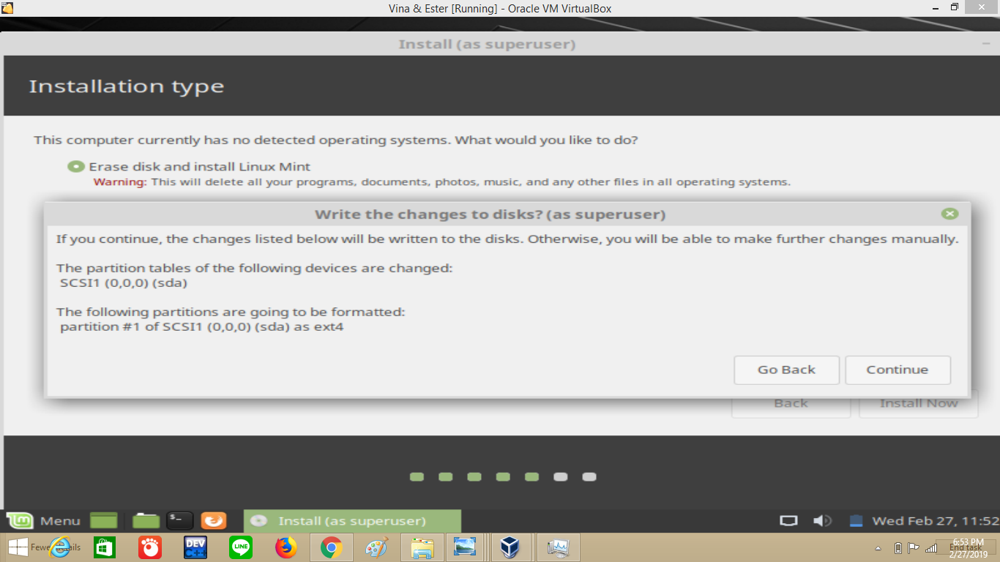 Vina & Ester [Running] - Oracle VM VirtualBox
Install (as superuser)
Installation type
This computer currently has no detected operating systems. What would you like to do?
Erase disk and install Linux Mint
Warning: This will delete all your programs, documents, photos, music, and any other files in all operating systems.
Write the changes to disks? (as superuser)
If you continue, the changes listed below will be written to the disks. Otherwise, you will be able to make further changes manually.
The partition tables of the following devices are changed:
SCSI1 (0,0,0) (sda)
The following partitions are going to be formatted:
partition #1 of SCSI1 (0,0,0) (sda) as ext4
Go Back Continue
Back Install Now
Menu Install (as superuser) Wed Feb 27, 11:52
DEV C++ LINE End task
6:53 PM
2/27/2019